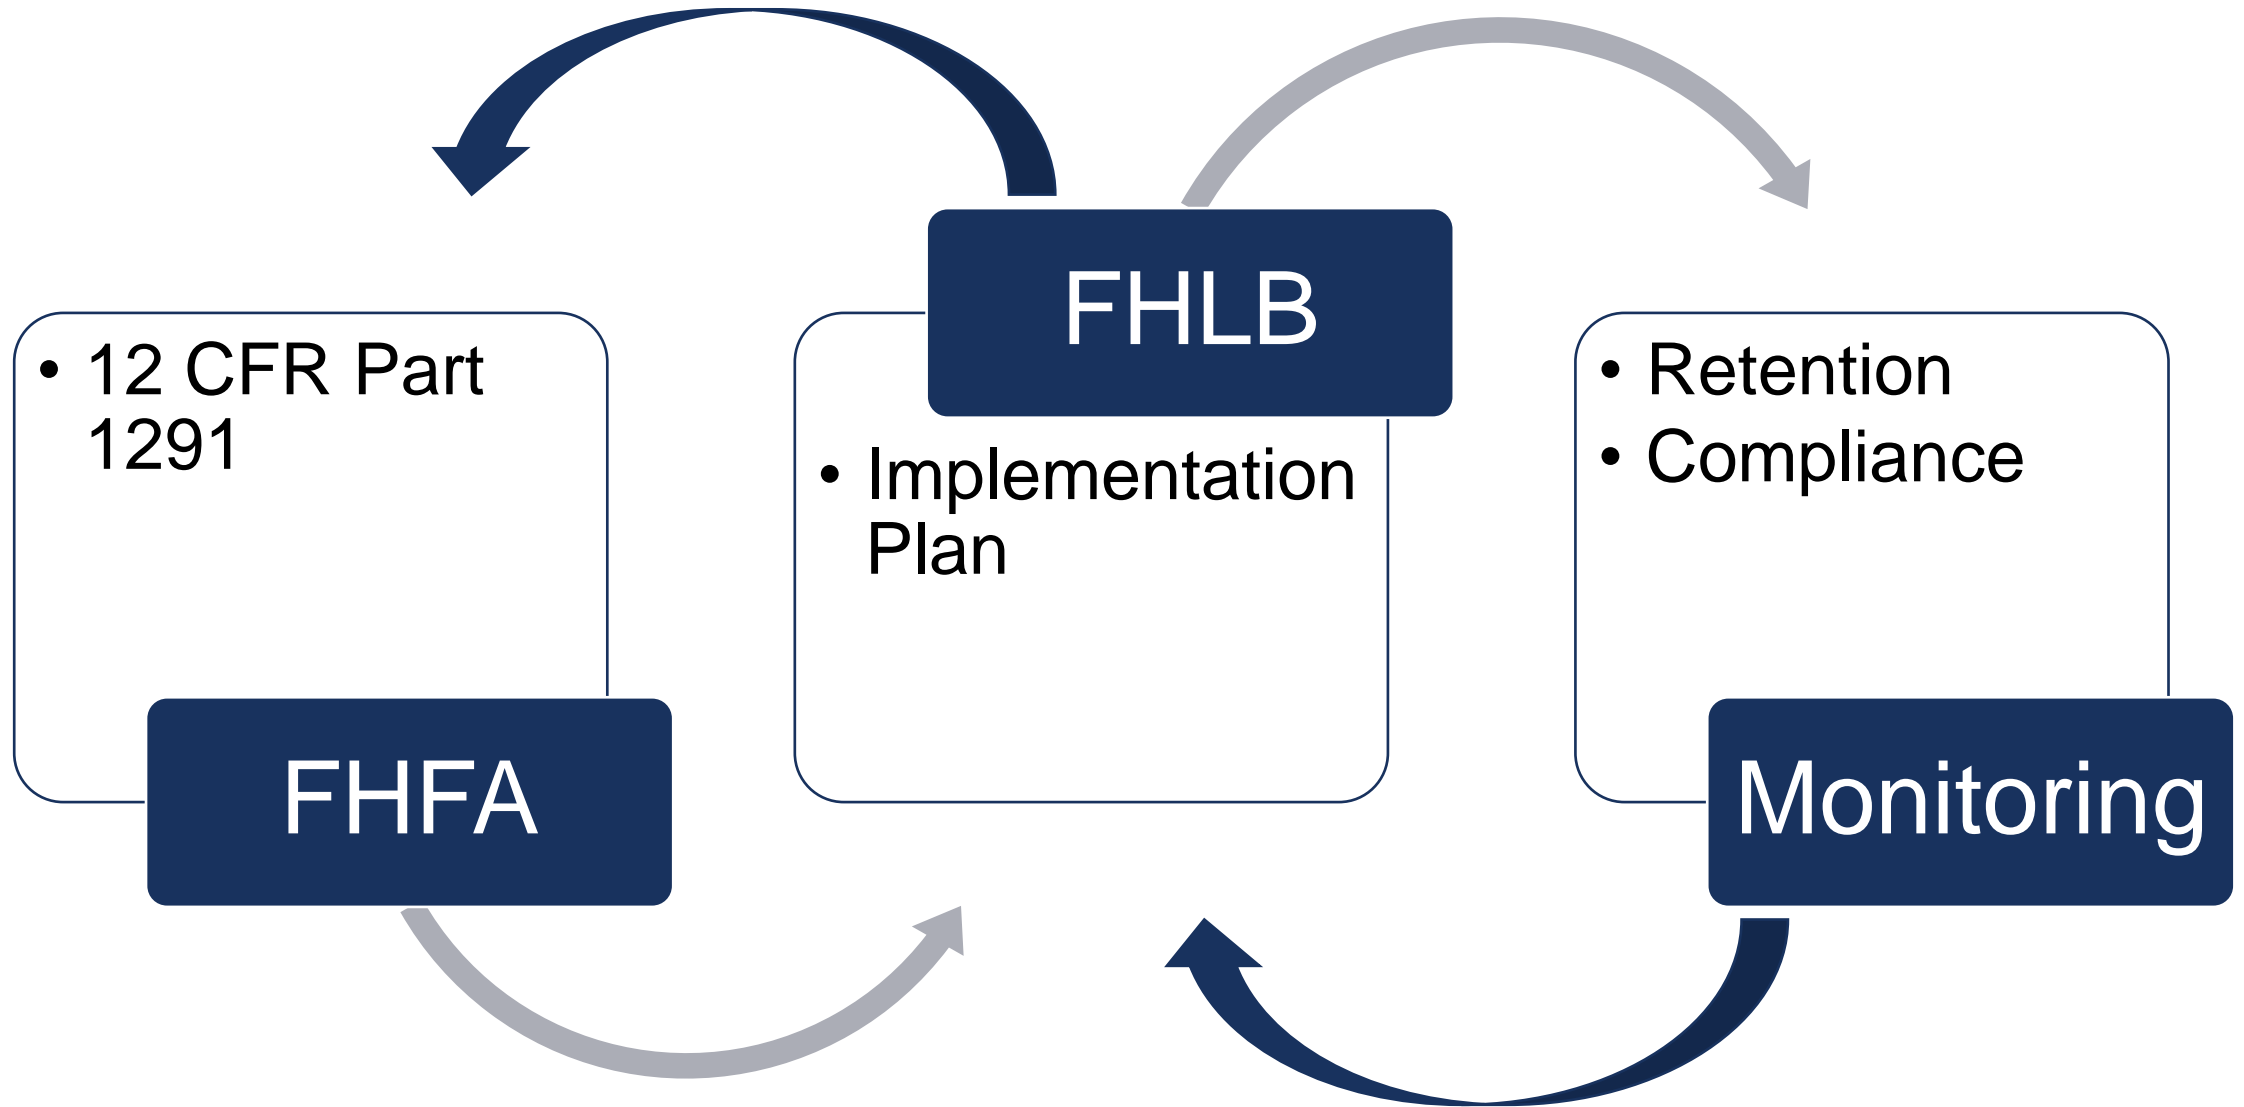 • 12 CFR Part
1291
FHFA
FHLB
• Implementation
Plan
• Retention
• Compliance
Monitoring